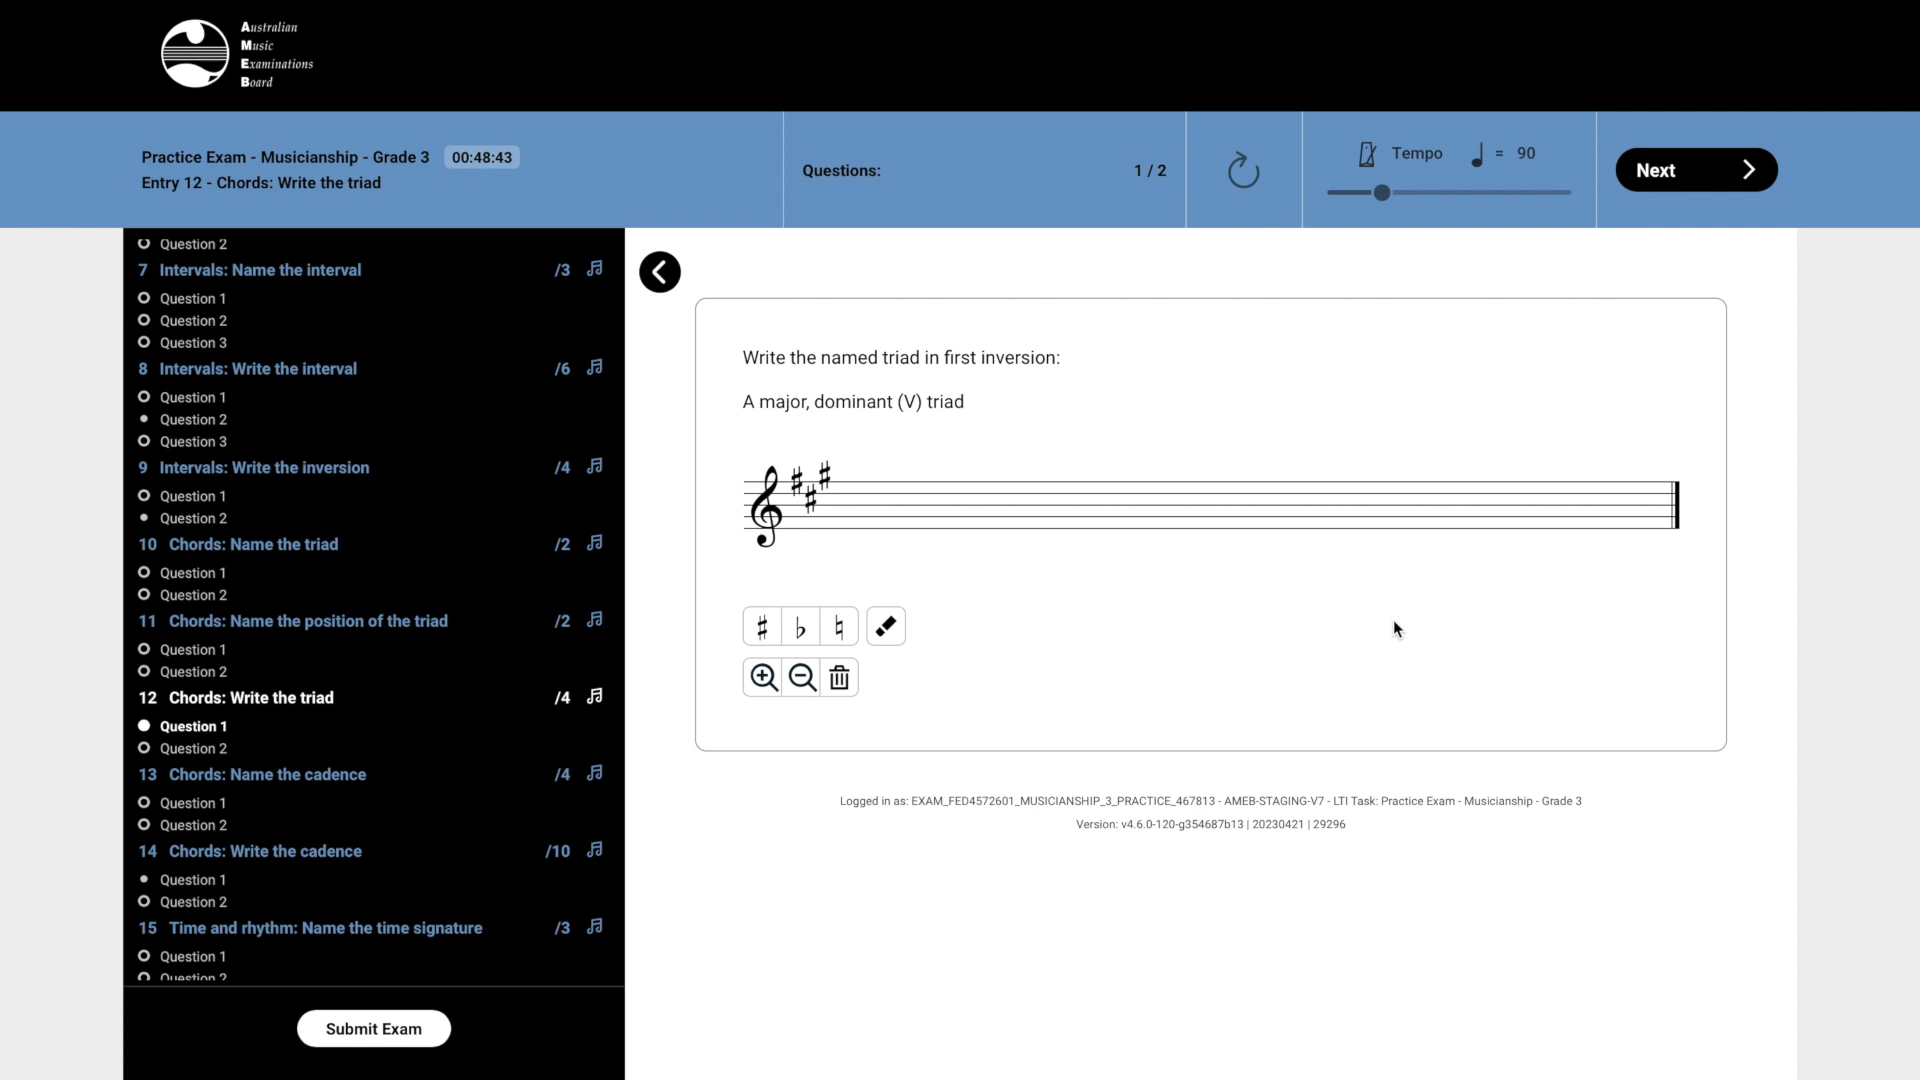 Australian
Music
Examinations
Board
Practice Exam - Musicianship - Grade 3 00:48:43
Entry 12 - Chords: Write the triad
Questions: 1 / 2
Tempo = 90
Next
Question 2
7 Intervals: Name the interval /3
Question 1
Question 2
Question 3
8 Intervals: Write the interval /6
Question 1
Question 2
Question 3
9 Intervals: Write the inversion /4
Question 1
Question 2
10 Chords: Name the triad /2
Question 1
Question 2
11 Chords: Name the position of the triad /2
Question 1
Question 2
12 Chords: Write the triad /4
Question 1
Question 2
13 Chords: Name the cadence /4
Question 1
Question 2
14 Chords: Write the cadence /10
Question 1
Question 2
15 Time and rhythm: Name the time signature /3
Question 1
Question 2
Submit Exam
Write the named triad in first inversion:
A major, dominant (V) triad
Logged in as: EXAM_FED4572601_MUSICIANSHIP_3_PRACTICE_467813 - AMEB-STAGING-V7 - LTI Task: Practice Exam - Musicianship - Grade 3
Version: v4.6.0-120-g354687b13 | 20230421 | 29296